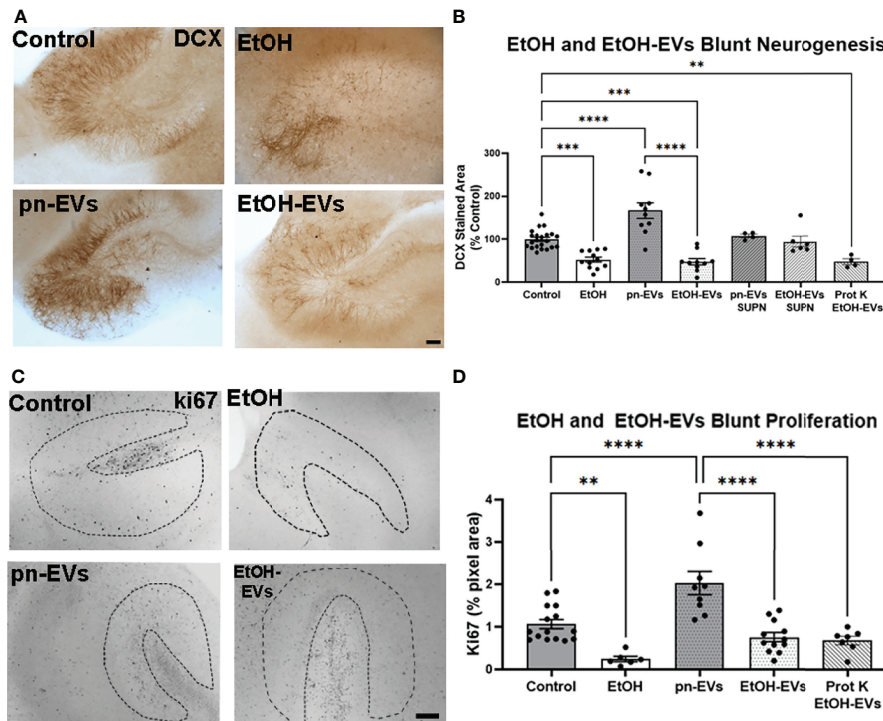 A
Control
DCX
EtOH
pn-EVs
EtOH-EVs
B
EtOH and EtOH-EVs Blunt Neurogenesis
**
***
****
***
****
DCX Stained Area
(% Control)
300
200
100
0
Control
EtOH
pn-EVs
EtOH-EVs
pn-EVs
SUPN
EtOH-EVs
SUPN
Prot K
EtOH-EVs
C
Control
ki67
EtOH
pn-EVs
EtOH-
EVs
D
EtOH and EtOH-EVs Blunt Proliferation
****
****
**
****
Ki67 (% pixel area)
4
3
2
1
0
Control
EtOH
pn-EVs
EtOH-EVs
Prot K
EtOH-EVs